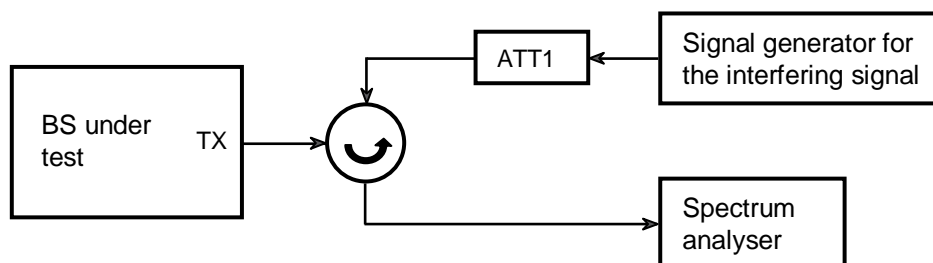 BS under
test
TX
ATT1
Signal generator for
the interfering signal
Spectrum
analyser